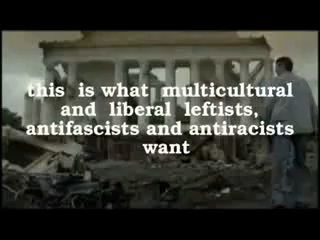 this is what multicultural
and liberal leftists,
antifascists and antiracists
want